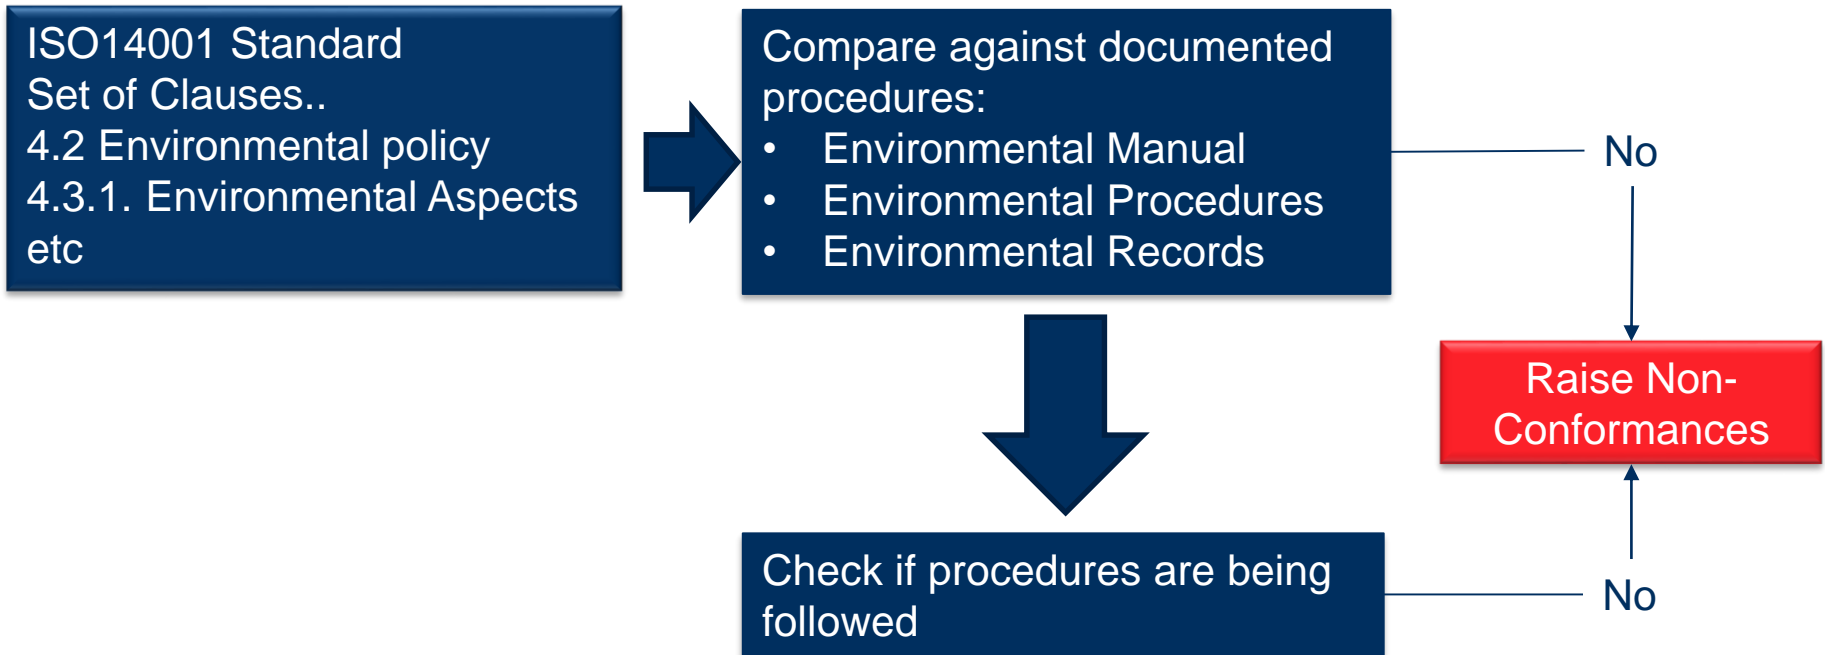 ISO14001 Standard
Set of Clauses..
4.2 Environmental policy
4.3.1. Environmental Aspects
etc
Compare against documented
procedures:
• Environmental Manual
• Environmental Procedures
• Environmental Records
No
Raise Non-
Conformances
Check if procedures are being
followed
No